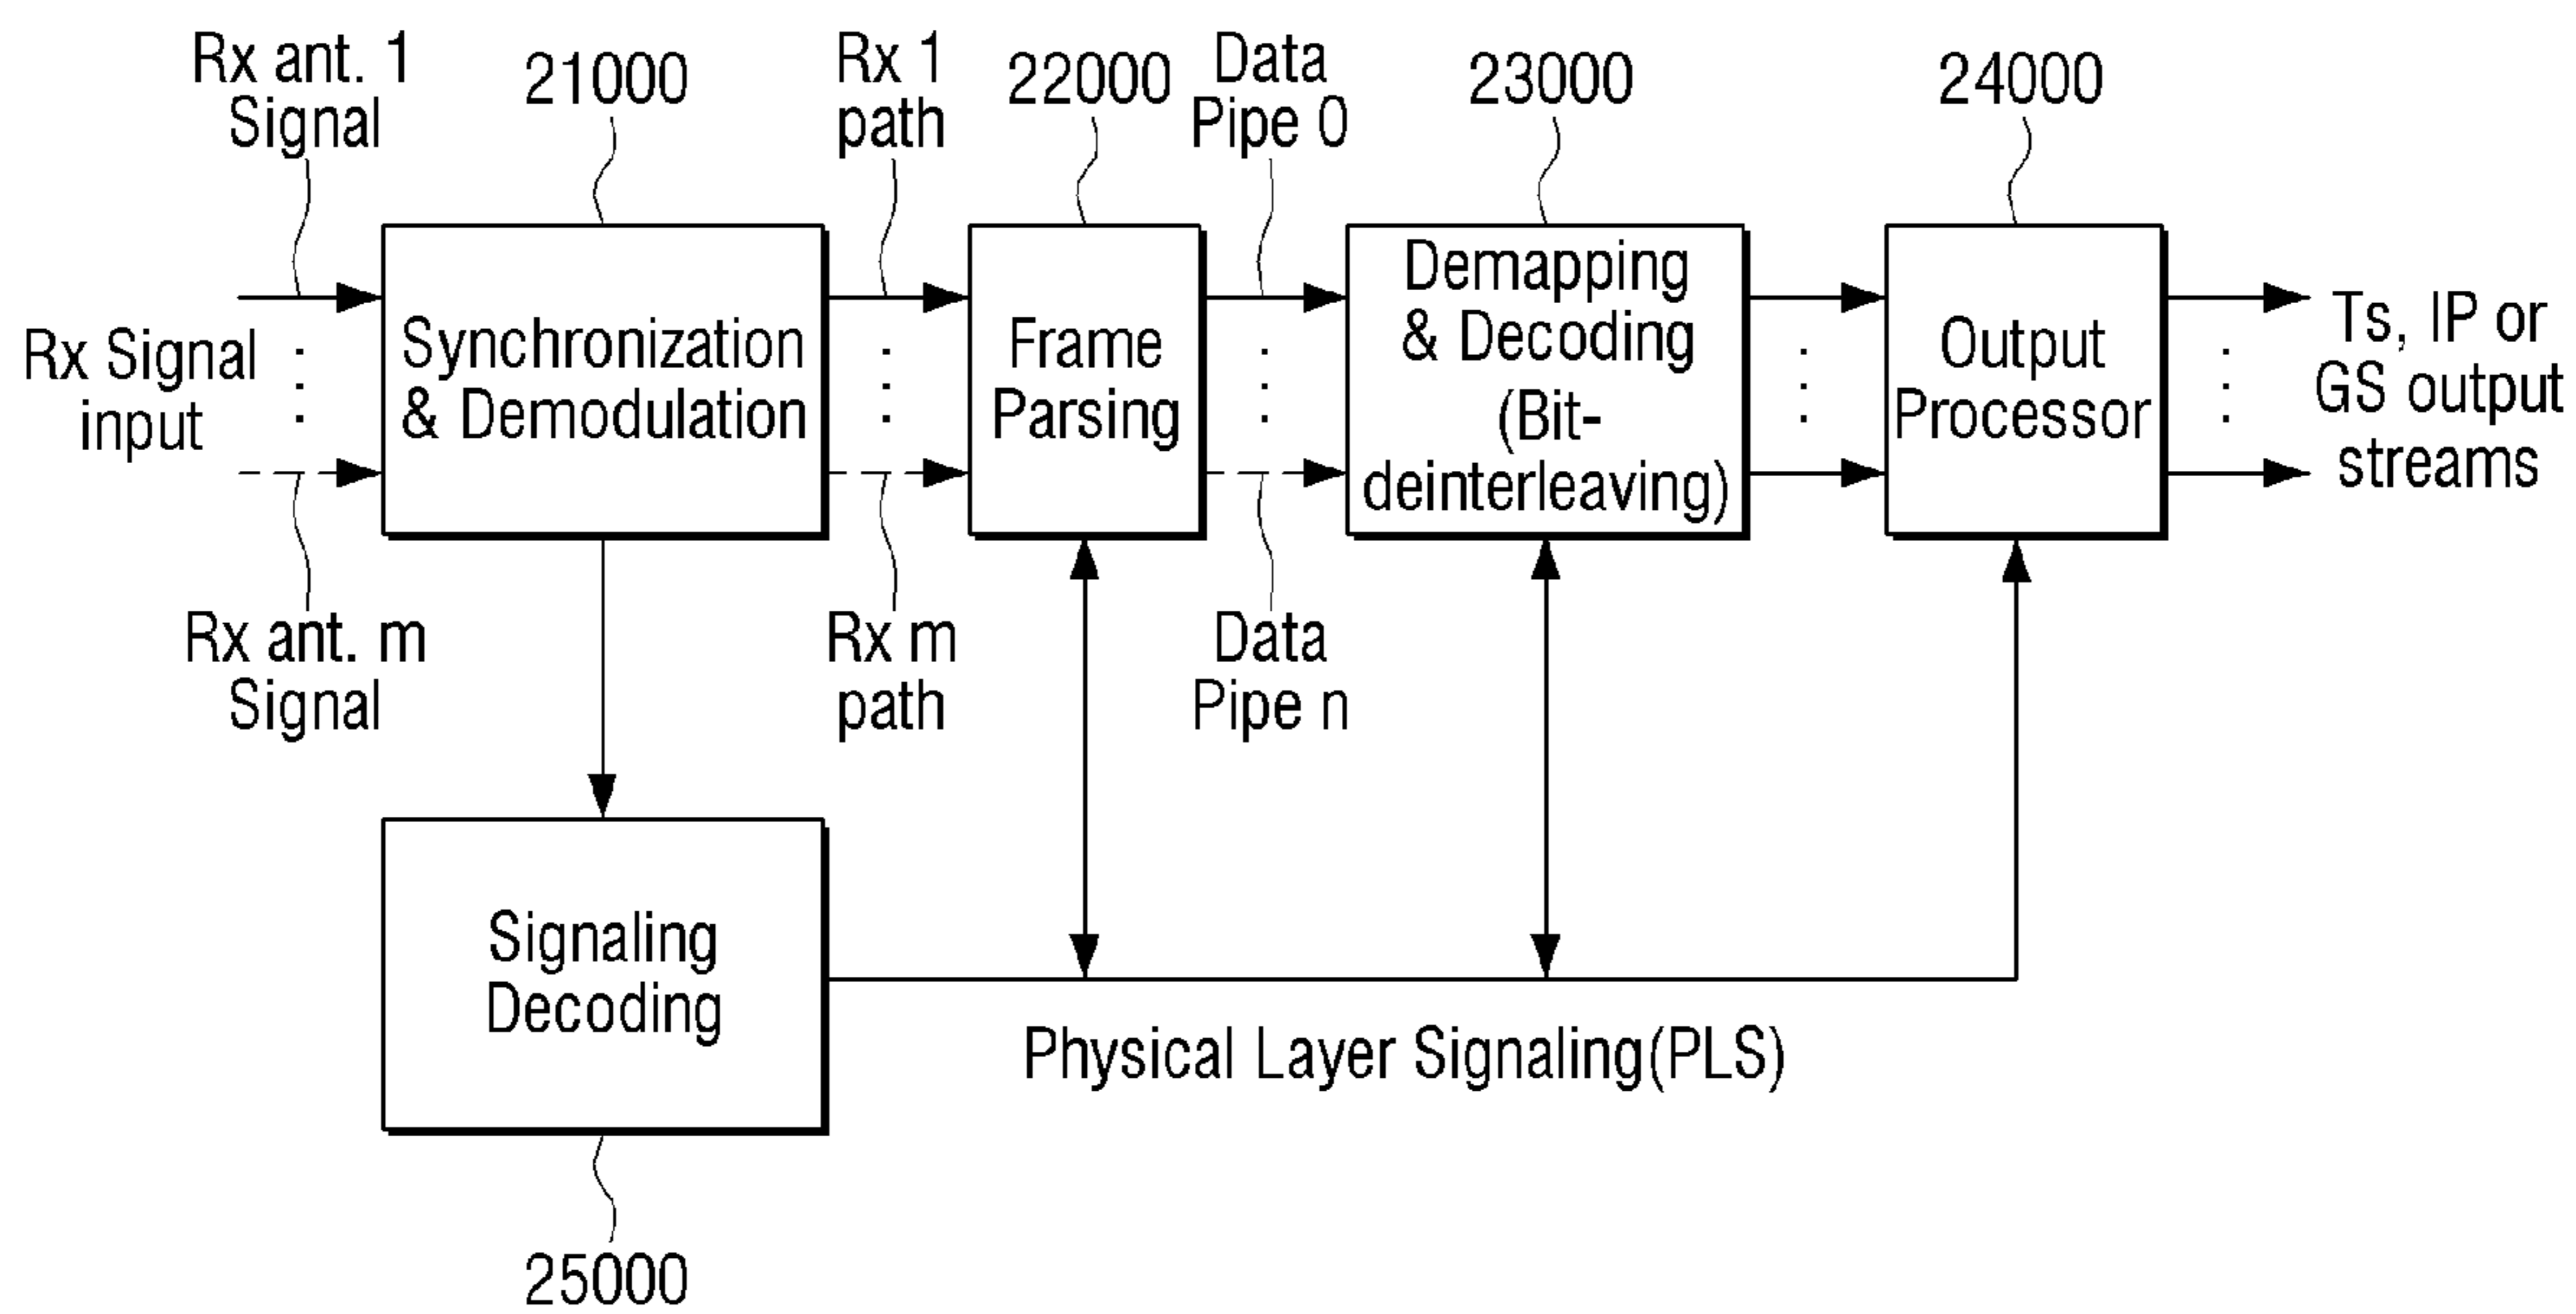 Rx ant. 1
Signal
21000
Rx 1
path
22000
Data
Pipe 0
23000
24000
Rx Signal
input
Synchronization
& Demodulation
Frame
Parsing
Demapping
& Decoding
(Bit-
deinterleaving)
Output
Processor
Ts, IP or
GS output
streams
Rx ant. m
Signal
Rx m
path
Data
Pipe n
Signaling
Decoding
Physical Layer Signaling(PLS)
25000